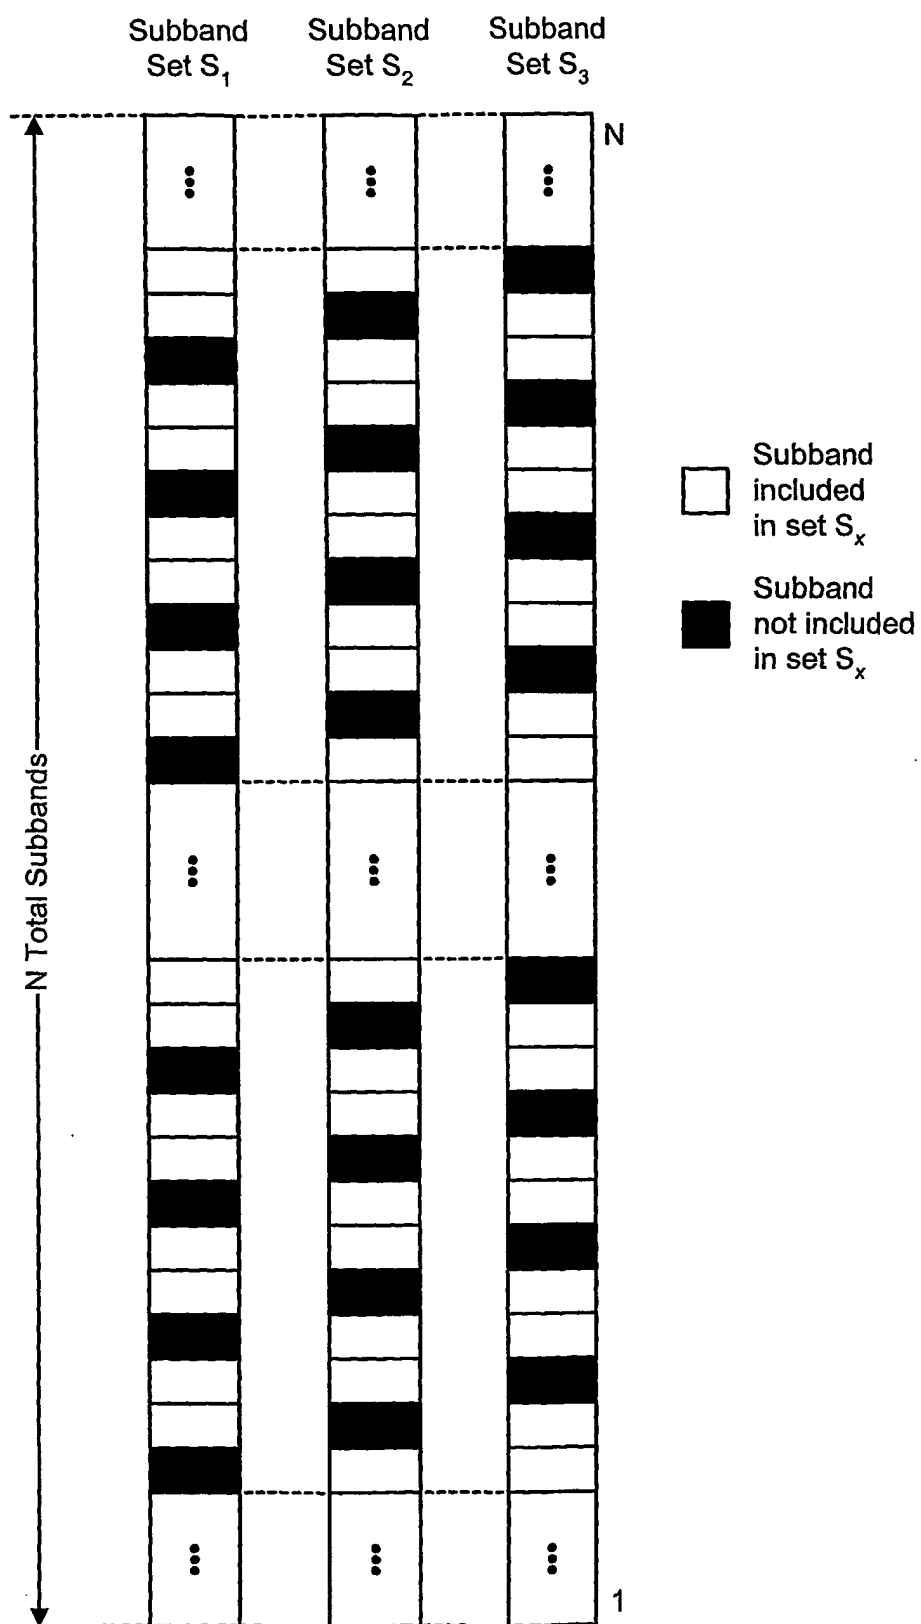 Subband
Set S1
Subband
Set S2
Subband
Set S3
N
Subband
included
in set Sx
Subband
not included
in set Sx
N Total Subbands
1